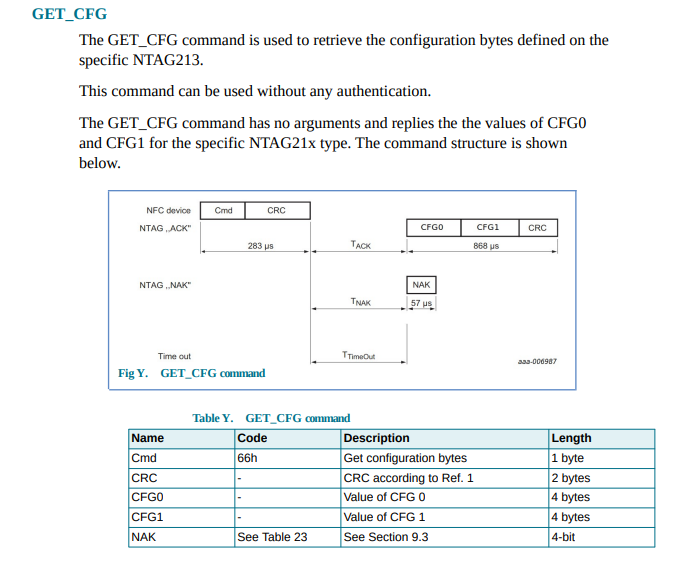 GET_CFG
The GET_CFG command is used to retrieve the configuration bytes defined on the
specific NTAG213.
This command can be used without any authentication.
The GET_CFG command has no arguments and replies the the values of CFG0
and CFG1 for the specific NTAG21x type. The command structure is shown
below.
NFC device Cmd CRC
NTAG ,,ACK" CFG0 CFG1 CRC
283 µs TACK 868 µs
NTAG ,,NAK" NAK
TNAK 57 µs
Time out TTimeOut
aaa-006987
Fig Y. GET_CFG command
Table Y. GET_CFG command
Name Code Description Length
Cmd 66h Get configuration bytes 1 byte
CRC - CRC according to Ref. 1 2 bytes
CFG0 - Value of CFG 0 4 bytes
CFG1 - Value of CFG 1 4 bytes
NAK See Table 23 See Section 9.3 4-bit